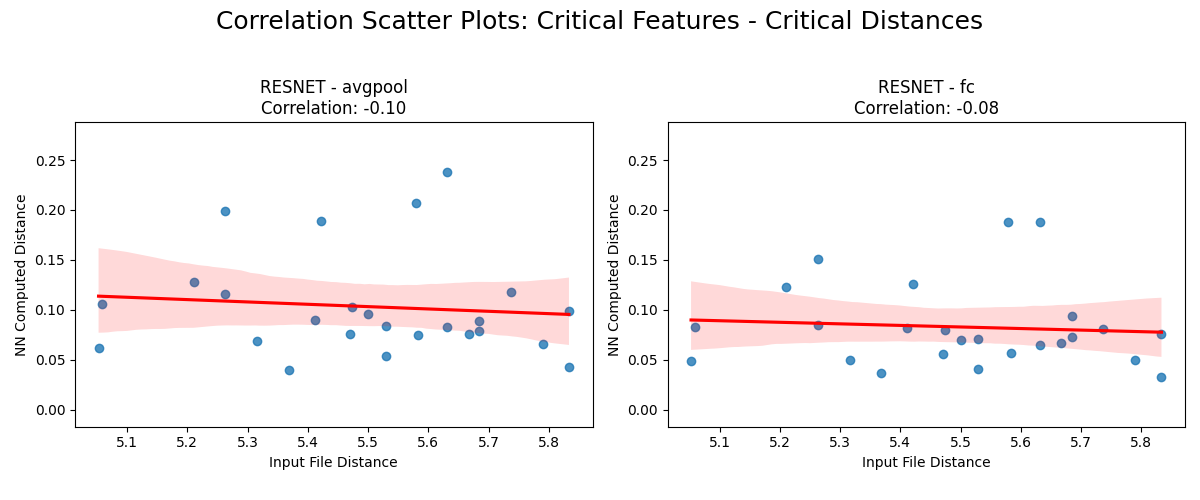 Correlation Scatter Plots: Critical Features - Critical Distances
RESNET - avgpool
Correlation: -0.10
NN Computed Distance
0.25
0.20
0.15
0.10
0.05
0.00
5.1 5.2 5.3 5.4 5.5 5.6 5.7 5.8
Input File Distance
RESNET - fc
Correlation: -0.08
NN Computed Distance
0.25
0.20
0.15
0.10
0.05
0.00
5.1 5.2 5.3 5.4 5.5 5.6 5.7 5.8
Input File Distance